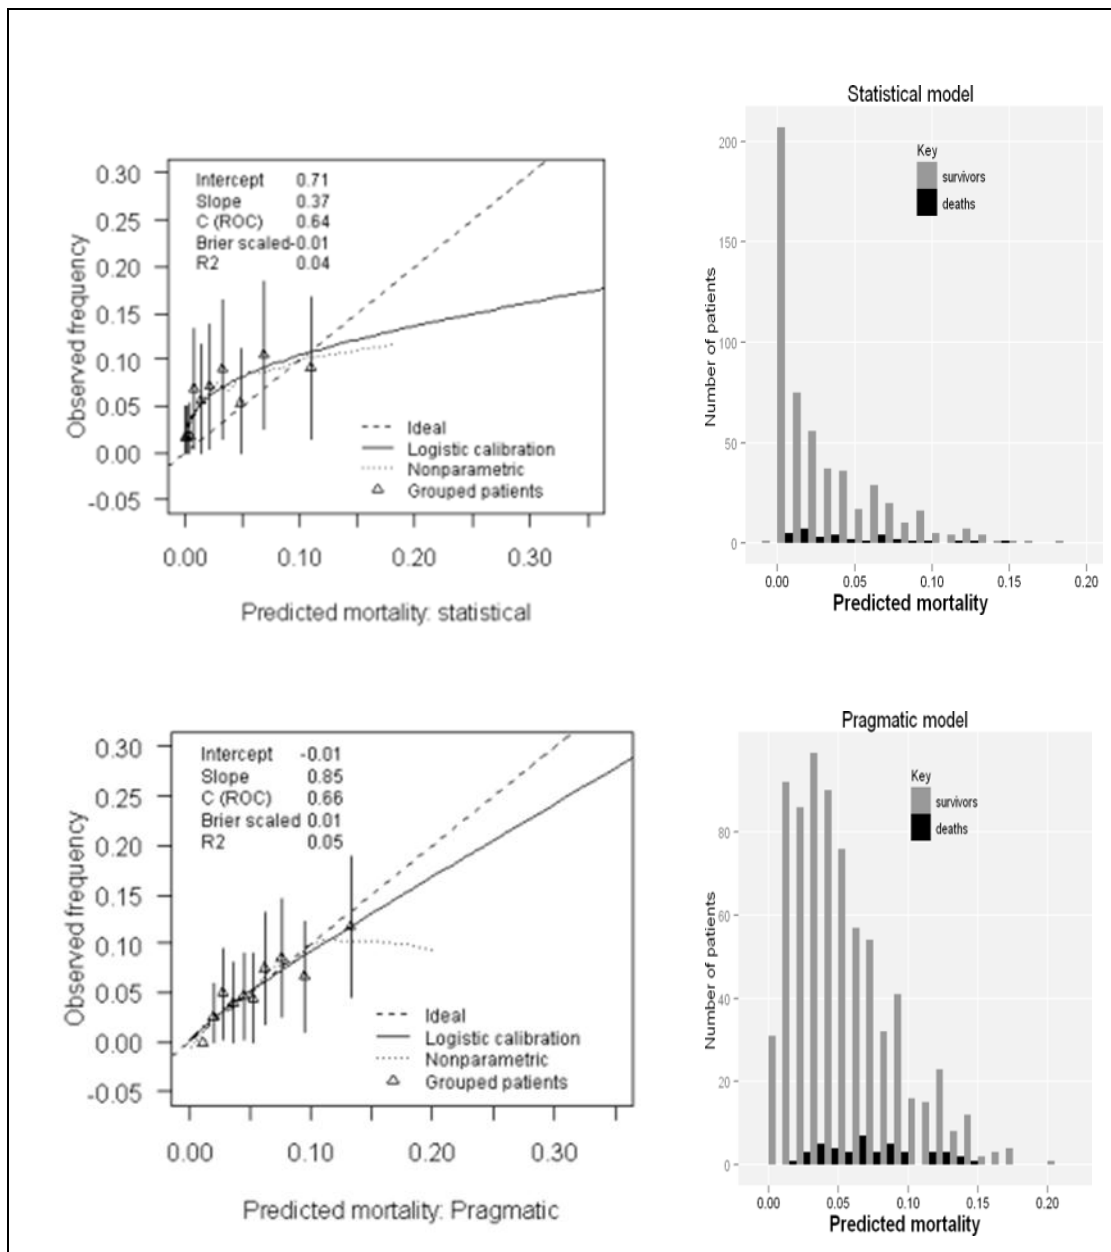 0.30
0.25
0.20
0.15
0.10
0.05
0.00
-0.05
Observed frequency
Intercept 0.71
Slope 0.37
C (ROC) 0.64
Brier scaled-0.01
R2 0.04
Ideal
Logistic calibration
Nonparametric
Grouped patients
0.00 0.10 0.20 0.30
Predicted mortality: statistical
Statistical model
200
150
100
50
0
Number of patients
Key
survivors
deaths
0.00 0.05 0.10 0.15 0.20
Predicted mortality
0.30
0.25
0.20
0.15
0.10
0.05
0.00
-0.05
Observed frequency
Intercept -0.01
Slope 0.85
C (ROC) 0.66
Brier scaled 0.01
R2 0.05
Ideal
Logistic calibration
Nonparametric
Grouped patients
0.00 0.10 0.20 0.30
Predicted mortality: Pragmatic
Pragmatic model
80
60
40
20
0
Number of patients
Key
survivors
deaths
0.00 0.05 0.10 0.15 0.20
Predicted mortality